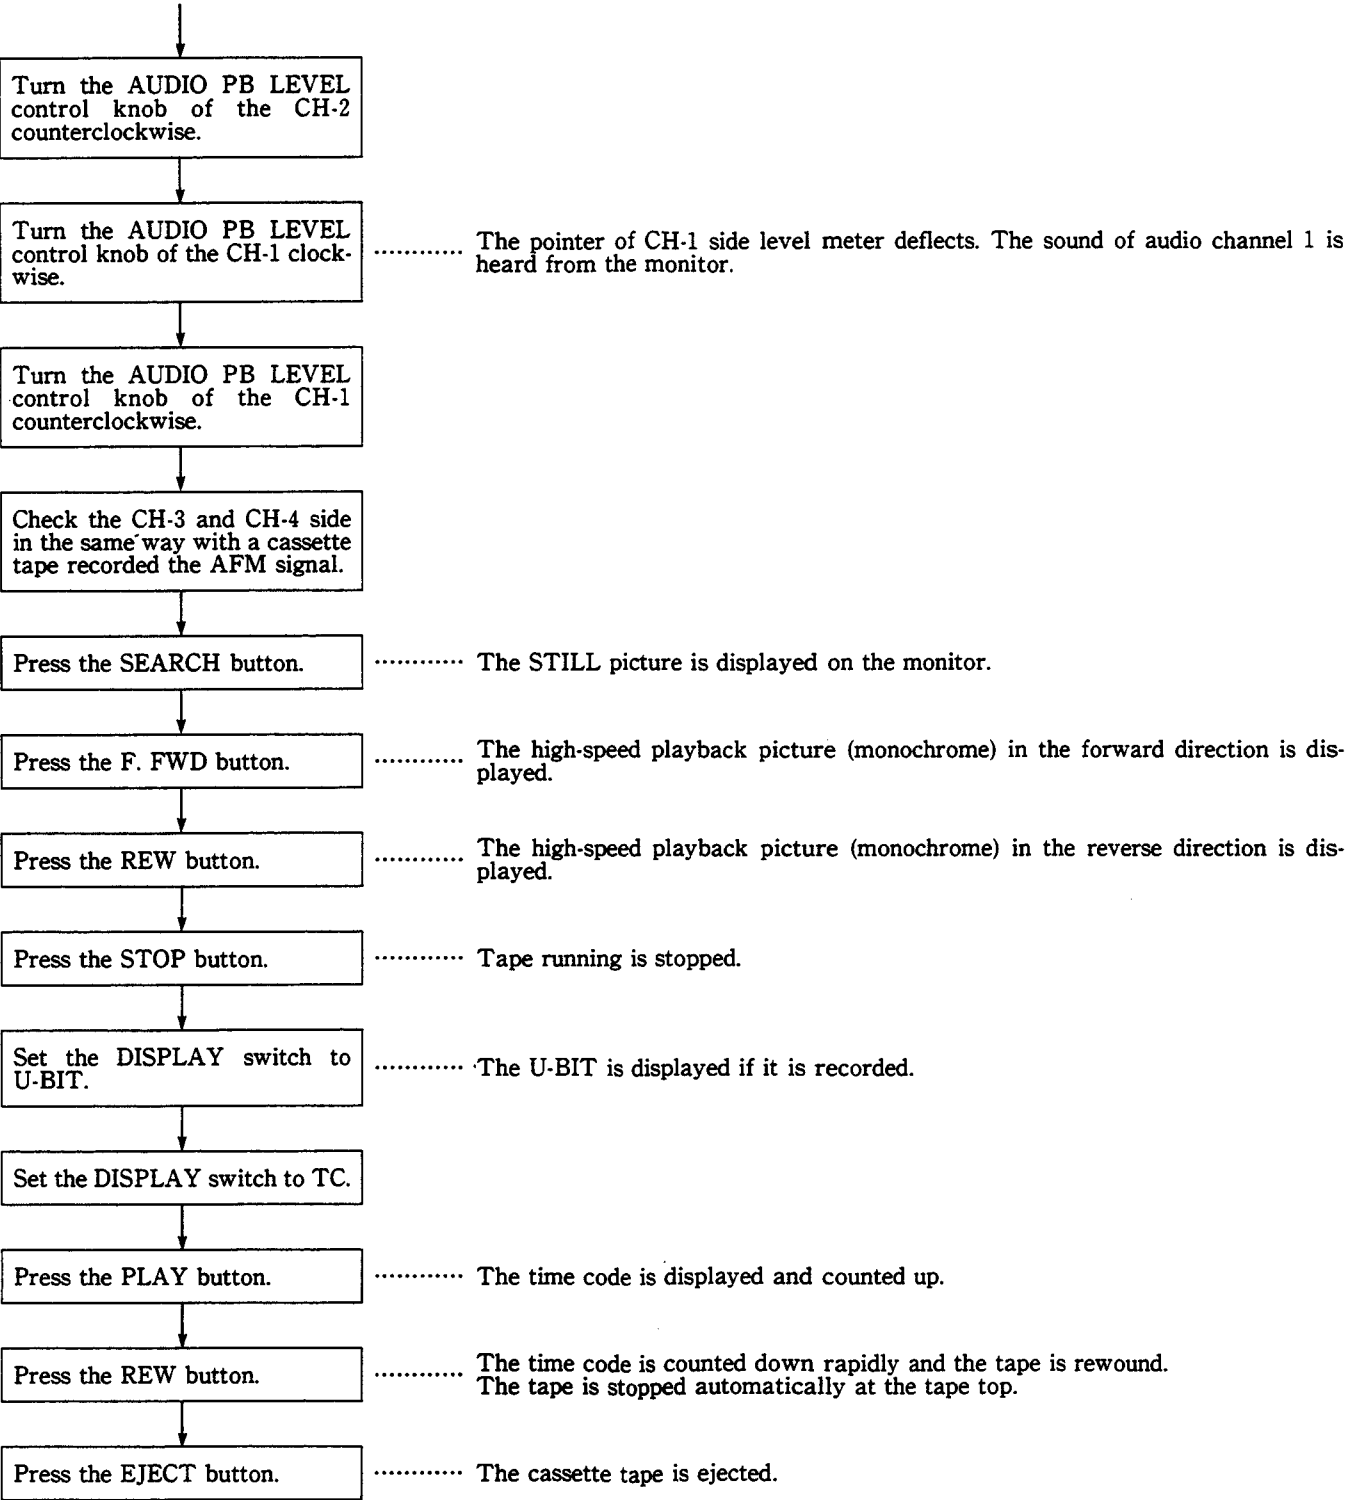 Turn the AUDIO PB LEVEL
control knob of the CH-2
counterclockwise.
Turn the AUDIO PB LEVEL
control knob of the CH-1 clock-
wise.
............ The pointer of CH-1 side level meter deflects. The sound of audio channel 1 is
heard from the monitor.
Turn the AUDIO PB LEVEL
control knob of the CH-1
counterclockwise.
Check the CH-3 and CH-4 side
in the same way with a cassette
tape recorded the AFM signal.
Press the SEARCH button. ............ The STILL picture is displayed on the monitor.
Press the F. FWD button. ............ The high-speed playback picture (monochrome) in the forward direction is dis-
played.
Press the REW button. ............ The high-speed playback picture (monochrome) in the reverse direction is dis-
played.
Press the STOP button. ............ Tape running is stopped.
Set the DISPLAY switch to
U-BIT.
............ The U-BIT is displayed if it is recorded.
Set the DISPLAY switch to TC.
Press the PLAY button. ............ The time code is displayed and counted up.
Press the REW button. ............ The time code is counted down rapidly and the tape is rewound.
The tape is stopped automatically at the tape top.
Press the EJECT button. ............ The cassette tape is ejected.